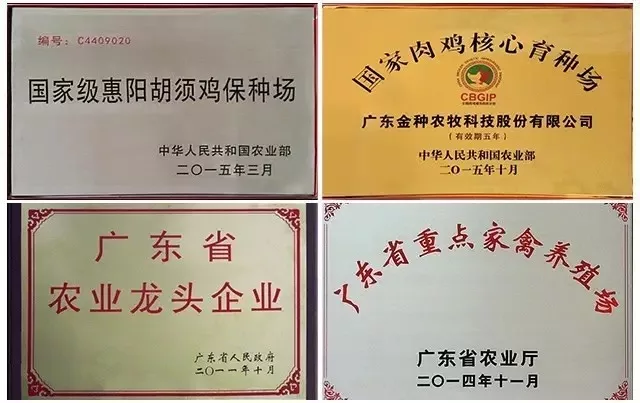 编号：C4409020
国家级惠阳胡须鸡保种场
中华人民共和国农业部
二〇一五年三月
国家肉鸡核心育种场
CBGIP
广东金种农牧科技股份有限公司
（有效期五年）
中华人民共和国农业部
二〇一五年十月
广东省
农业龙头企业
广东省人民政府
二〇一一年十月
广东省重点家禽养殖场
广东省农业厅
二〇一四年十一月